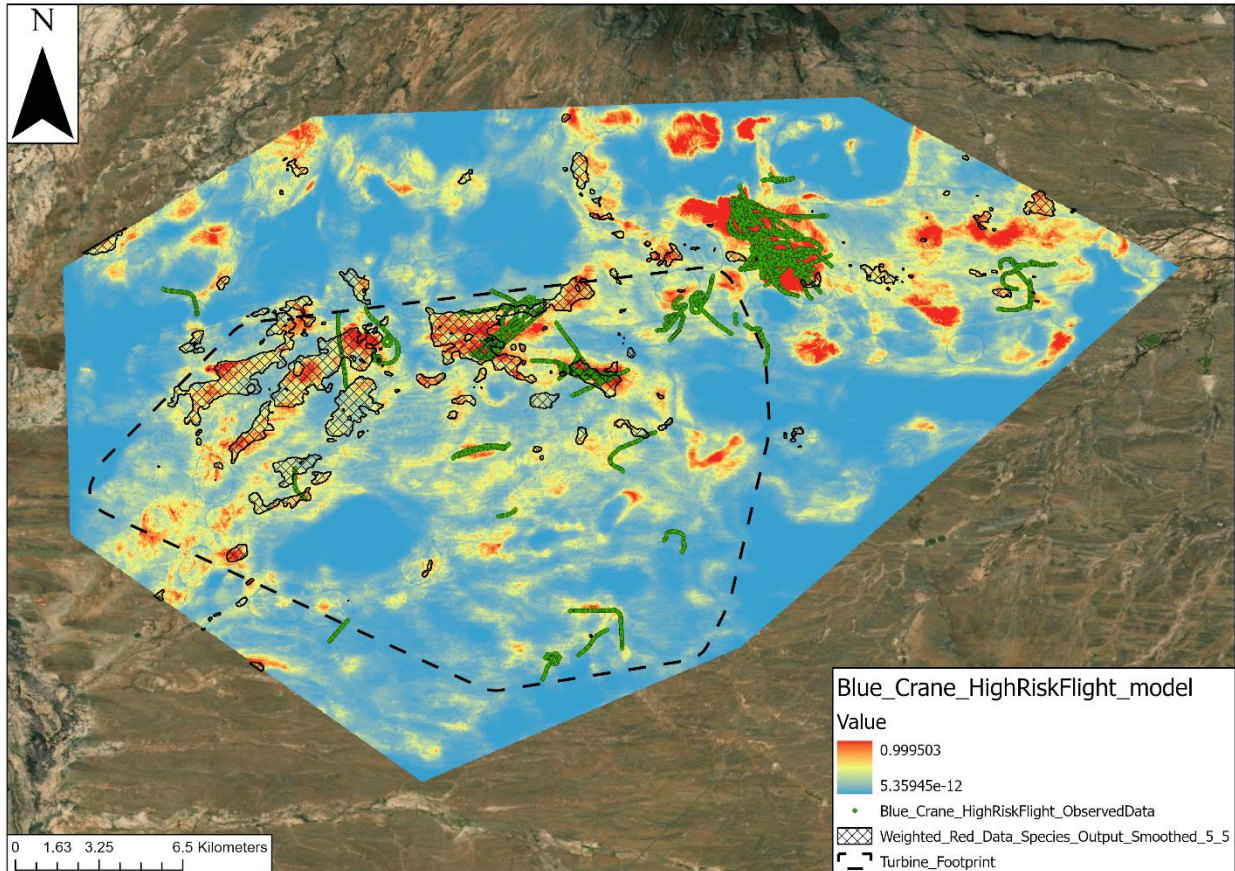 N
Blue_Crane_HighRiskFlight_model
Value
0.999503
5.35945e-12
Blue_Crane_HighRiskFlight_ObservedData
Weighted_Red_Data_Species_Output_Smoothed_5_5
Turbine_Footprint
0 1.63 3.25 6.5 Kilometers